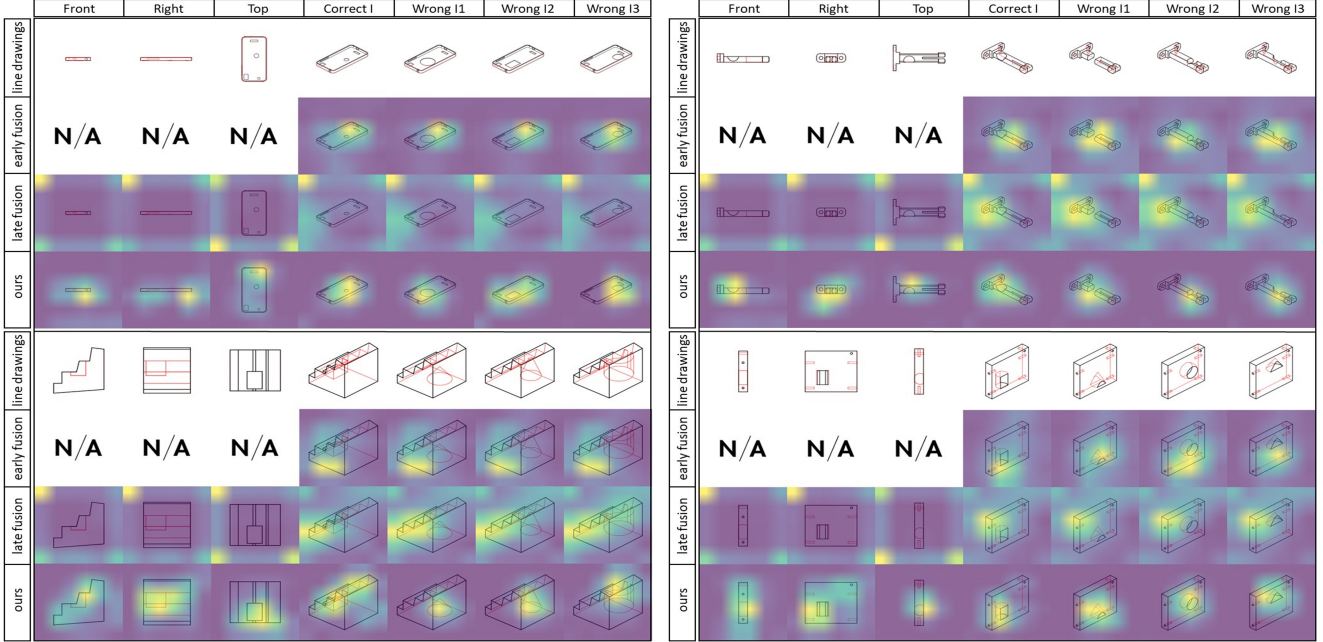 Front Right Top Correct I Wrong I1 Wrong I2 Wrong I3
line drawings
early fusion N/A N/A N/A
late fusion
ours
line drawings
early fusion N/A N/A N/A
late fusion
ours
Front Right Top Correct I Wrong I1 Wrong I2 Wrong I3
line drawings
early fusion N/A N/A N/A
late fusion
ours
line drawings
early fusion N/A N/A N/A
late fusion
ours